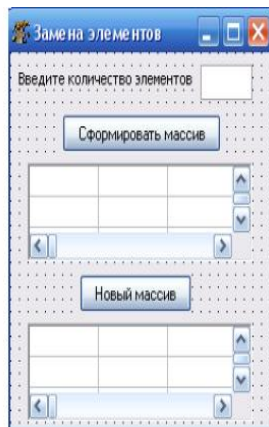 Замена элементов
Введите количество элементов
Сформировать массив
Новый массив